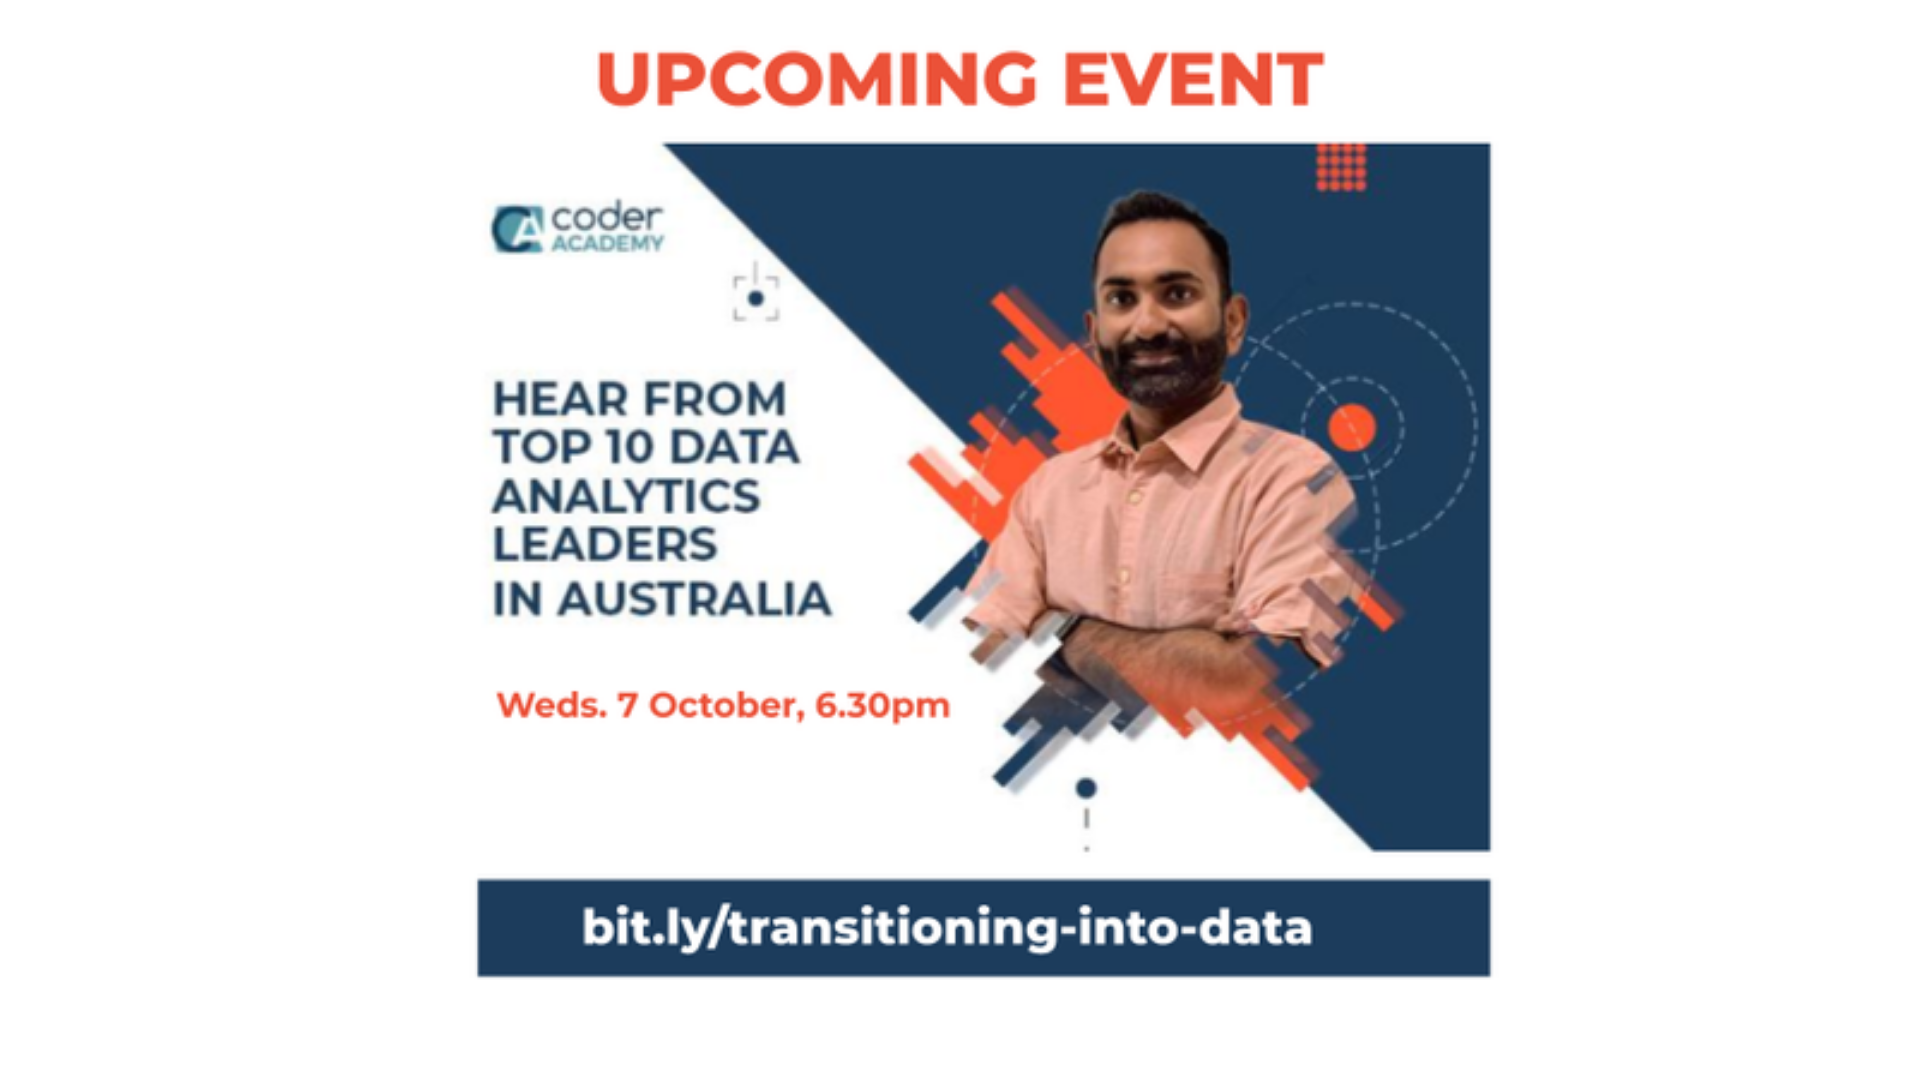 UPCOMING EVENT
CA coder
ACADEMY
HEAR FROM
TOP 10 DATA
ANALYTICS
LEADERS
IN AUSTRALIA
Weds. 7 October, 6.30pm
bit.ly/transitioning-into-data